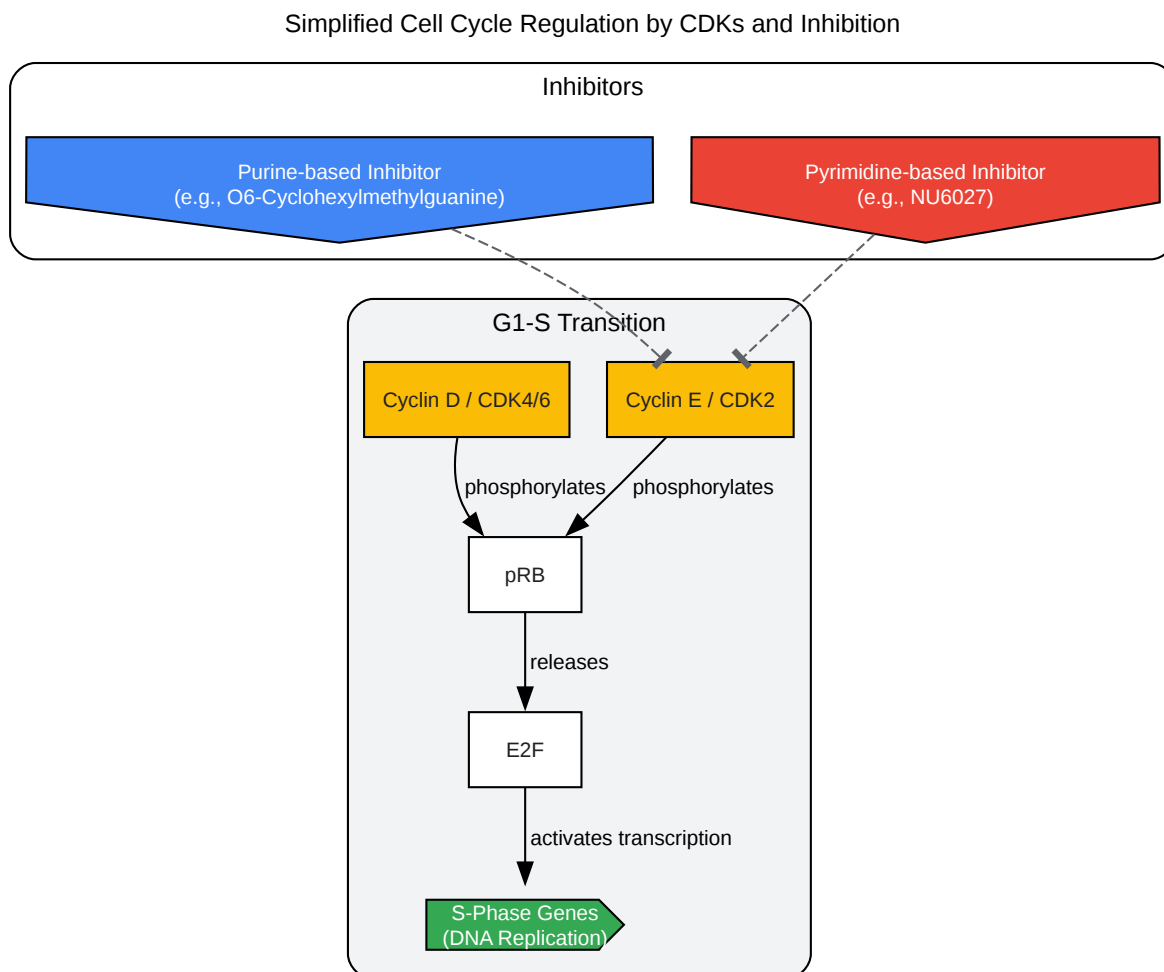 Simplified Cell Cycle Regulation by CDKs and Inhibition
Inhibitors
Purine-based Inhibitor
(e.g., O6-Cyclohexylmethylguanine)
Pyrimidine-based Inhibitor
(e.g., NU6027)
G1-S Transition
Cyclin D / CDK4/6
Cyclin E / CDK2
phosphorylates
phosphorylates
pRB
releases
E2F
activates transcription
S-Phase Genes
(DNA Replication)